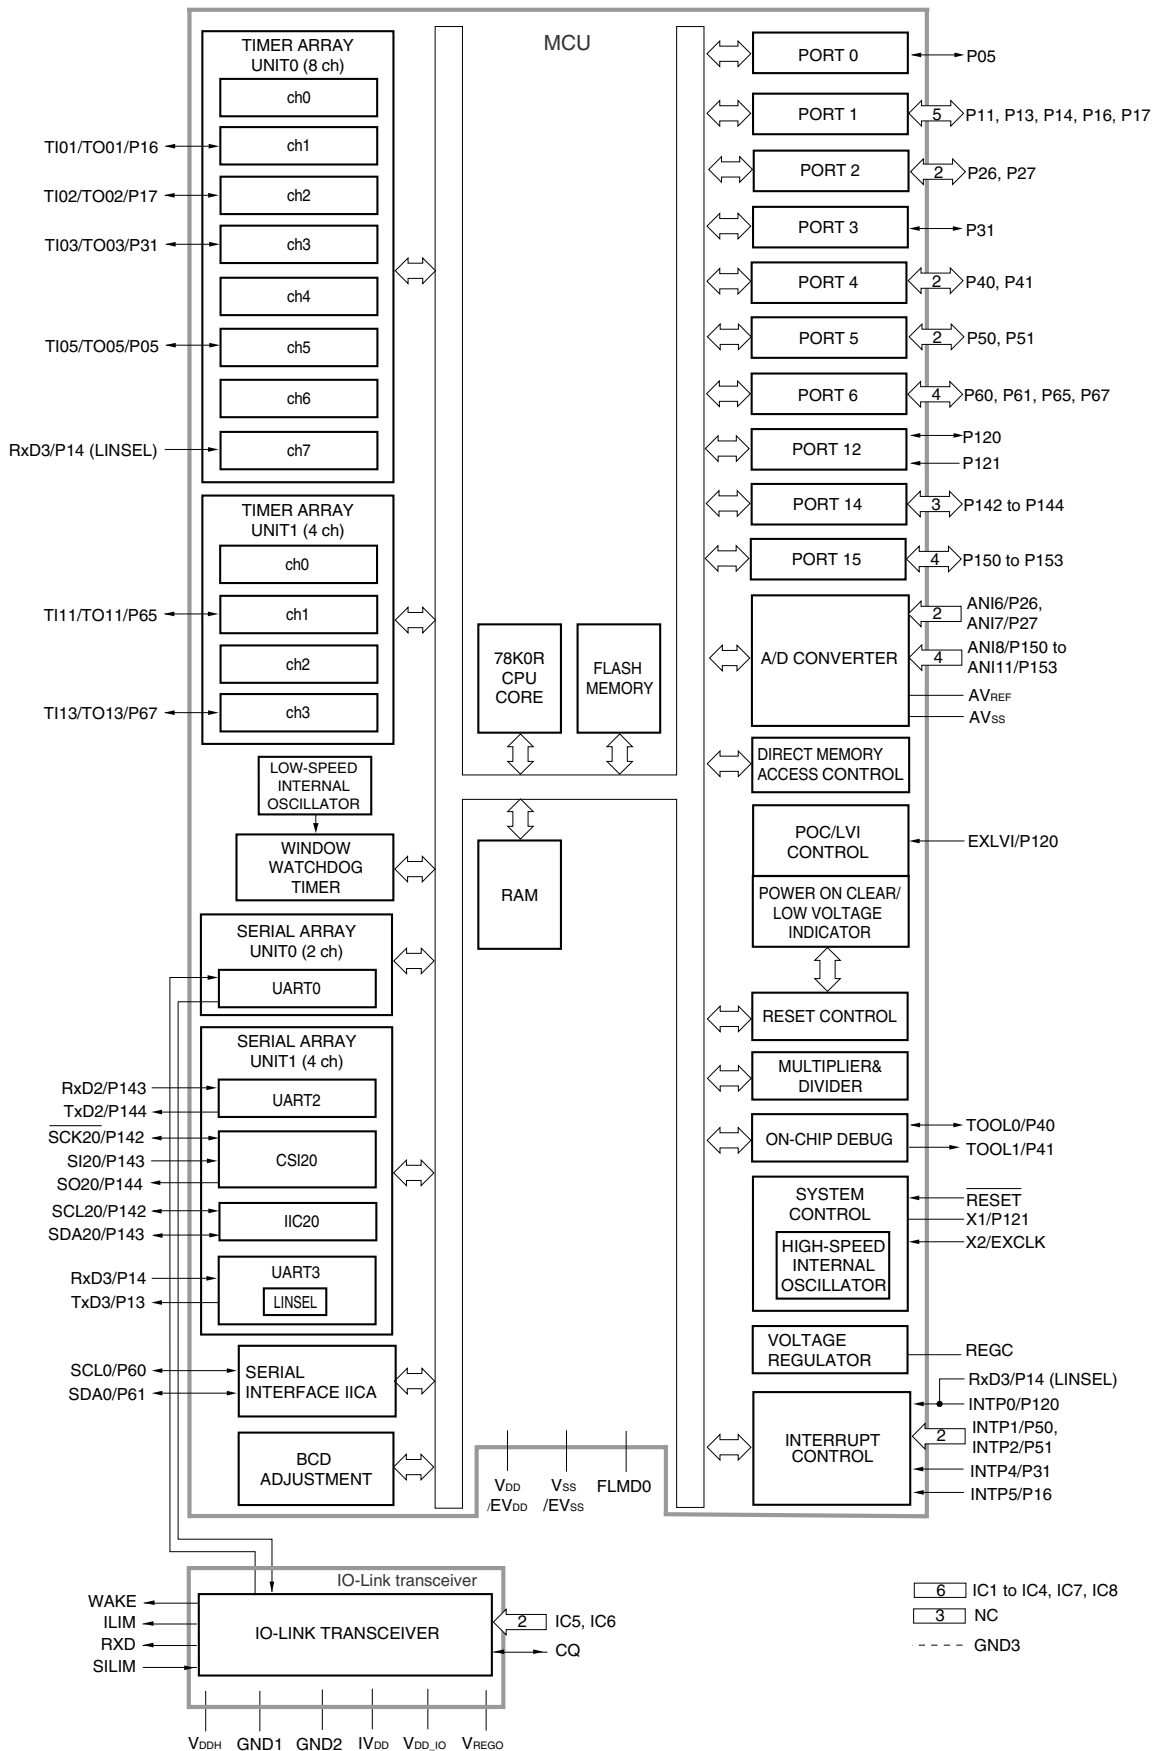 MCU
TIMER ARRAY
UNIT0 (8 ch)
ch0
TI01/TO01/P16
ch1
TI02/TO02/P17
ch2
TI03/TO03/P31
ch3
ch4
TI05/TO05/P05
ch5
ch6
RxD3/P14 (LINSEL)
ch7
TIMER ARRAY
UNIT1 (4 ch)
ch0
TI11/TO11/P65
ch1
ch2
TI13/TO13/P67
ch3
LOW-SPEED
INTERNAL
OSCILLATOR
WINDOW
WATCHDOG
TIMER
SERIAL ARRAY
UNIT0 (2 ch)
UART0
SERIAL ARRAY
UNIT1 (4 ch)
RxD2/P143
TxD2/P144
UART2
SCK20/P142
SI20/P143
SO20/P144
CSI20
SCL20/P142
SDA20/P143
IIC20
RxD3/P14
TxD3/P13
UART3
LINSEL
SCL0/P60
SDA0/P61
SERIAL
INTERFACE IICA
BCD
ADJUSTMENT
78K0R
CPU
CORE
FLASH
MEMORY
RAM
VDD
/EVDD
VSS
/EVSS
FLMD0
PORT 0
P05
PORT 1
5
P11, P13, P14, P16, P17
PORT 2
2
P26, P27
PORT 3
P31
PORT 4
2
P40, P41
PORT 5
2
P50, P51
PORT 6
4
P60, P61, P65, P67
PORT 12
P120
P121
PORT 14
3
P142 to P144
PORT 15
4
P150 to P153
A/D CONVERTER
2
ANI6/P26,
ANI7/P27
4
ANI8/P150 to
ANI11/P153
AVREF
AVSS
DIRECT MEMORY
ACCESS CONTROL
POC/LVI
CONTROL
EXLVI/P120
POWER ON CLEAR/
LOW VOLTAGE
INDICATOR
RESET CONTROL
MULTIPLIER&
DIVIDER
ON-CHIP DEBUG
TOOL0/P40
TOOL1/P41
SYSTEM
CONTROL
RESET
X1/P121
X2/EXCLK
HIGH-SPEED
INTERNAL
OSCILLATOR
VOLTAGE
REGULATOR
REGC
INTERRUPT
CONTROL
RxD3/P14 (LINSEL)
INTP0/P120
2
INTP1/P50,
INTP2/P51
INTP4/P31
INTP5/P16
IO-Link transceiver
IO-LINK TRANSCEIVER
WAKE
ILIM
RXD
SILIM
2
IC5, IC6
CQ
VDDH
GND1
GND2
IVDD
VDD_IO
VREGO
6
IC1 to IC4, IC7, IC8
3
NC
GND3